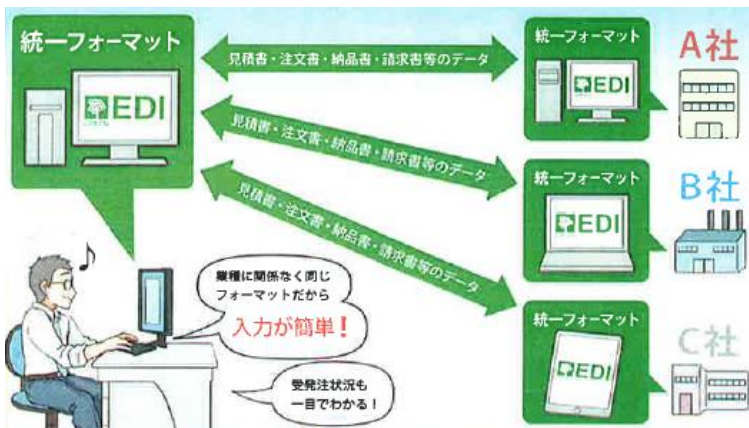 統一フォーマット
EDI
見積書・注文書・納品書・請求書等のデータ
統一フォーマット
EDI
A社
見積書・注文書・納品書・請求書等のデータ
統一フォーマット
EDI
B社
見積書・注文書・納品書・請求書等のデータ
統一フォーマット
EDI
C社
業種に関係なく同じ
フォーマットだから
入力が簡単!
受発注状況も
一目でわかる!